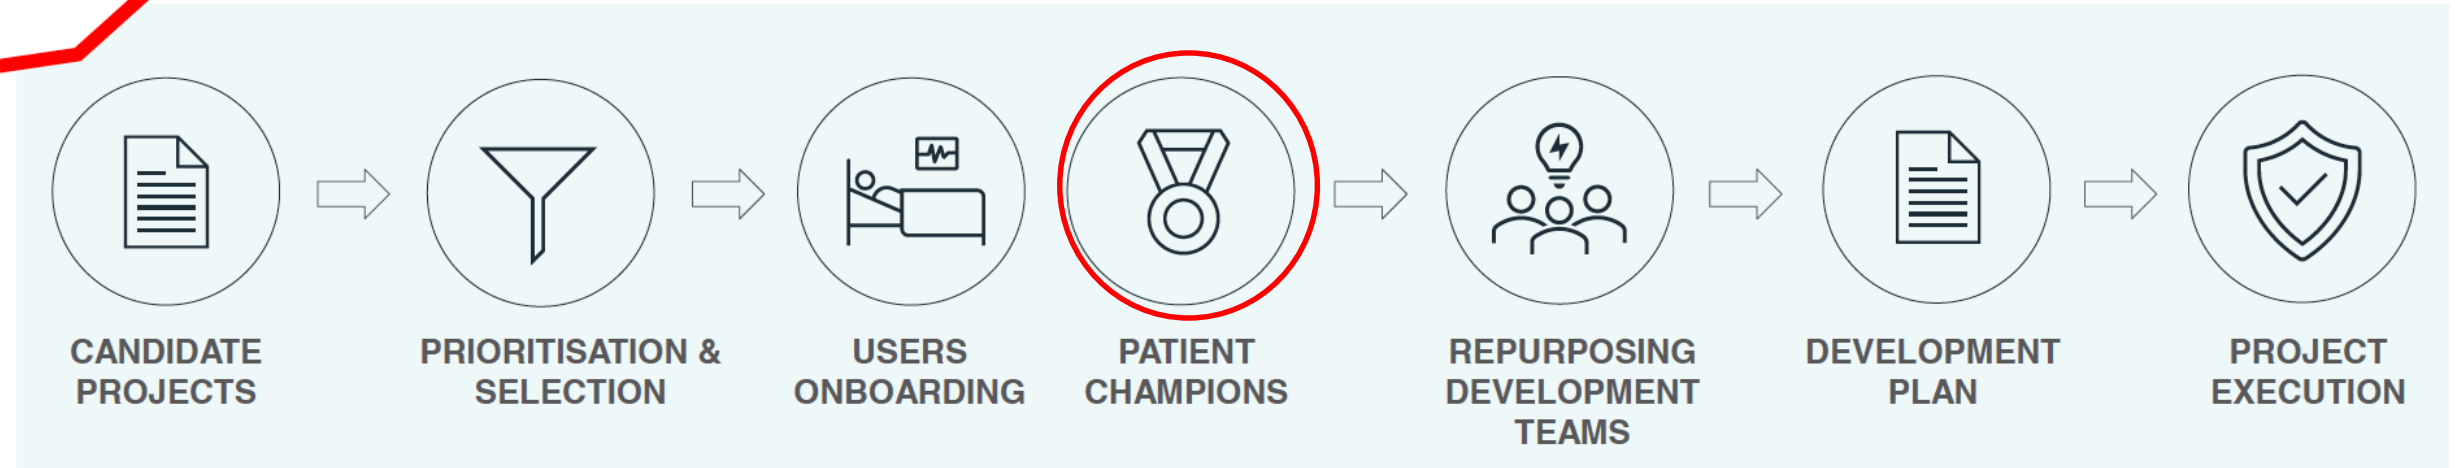 CANDIDATE
PROJECTS
PRIORITISATION &
SELECTION
USERS
ONBOARDING
PATIENT
CHAMPIONS
REPURPOSING
DEVELOPMENT
TEAMS
DEVELOPMENT
PLAN
PROJECT
EXECUTION